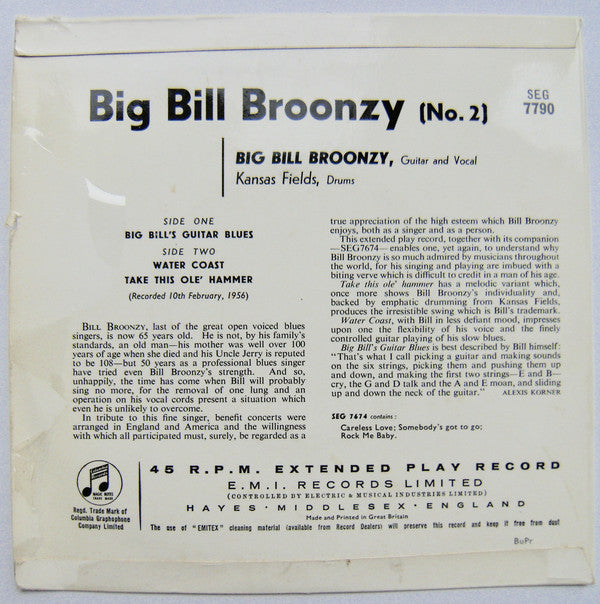 Big Bill Broonzy (No. 2)
SEG
7790
BIG BILL BROONZY, Guitar and Vocal
Kansas Fields, Drums
SIDE ONE
BIG BILL'S GUITAR BLUES
SIDE TWO
WATER COAST
TAKE THIS OLE' HAMMER
(Recorded 10th February, 1956)
BILL BROONZY, last of the great open voiced blues
singers, is now 65 years old. He is not, by his family's
standards, an old man—his mother was well over 100
years of age when she died and his Uncle Jerry is reputed
to be 108—but 50 years as a professional blues singer
have tried even Bill Broonzy's strength. And so,
unhappily, the time has come when Bill will probably
sing no more, for the removal of one lung and an
operation on his vocal cords present a situation which
even he is unlikely to overcome.
In tribute to this fine singer, benefit concerts were
arranged in England and America and the willingness
with which all participated must, surely, be regarded as a
true appreciation of the high esteem which Bill Broonzy
enjoys, both as a singer and as a person.
This extended play record, together with its companion
—SEG7674—enables one, yet again, to understand why
Bill Broonzy is so much admired by musicians throughout
the world, for his singing and playing are imbued with a
biting verve which is difficult to credit in a man of his age.
Take this ole' hammer has a melodic variant which,
once more shows Bill Broonzy's individuality and,
backed by emphatic drumming from Kansas Fields,
produces the irresistible swing which is Bill's trademark.
Water Coast, with Bill in less defiant mood, impresses
upon one the flexibility of his voice and the finely
controlled guitar playing of his slow blues.
Big Bill's Guitar Blues is best described by Bill himself:
"That's what I call picking a guitar and making sounds
on the six strings, picking them and pushing them up
and down, and making the first two strings—E and B—
cry, the G and D talk and the A and E moan, and sliding
up and down the neck of the guitar." ALEXIS KORNER
SEG 7674 contains :
Careless Love; Somebody's got to go;
Rock Me Baby.
Columbia
MAGIC NOTES
TRADE MARK
Regd. Trade Mark of
Columbia Graphophone
Company Limited
45 R.P.M. EXTENDED PLAY RECORD
E.M.I. RECORDS LIMITED
(CONTROLLED BY ELECTRIC & MUSICAL INDUSTRIES LIMITED)
HAYES · MIDDLESEX · ENGLAND
Made and Printed in Great Britain
The use of "EMITEX" cleaning material (available from Record Dealers) will preserve this record and keep it free from dust
BoPr